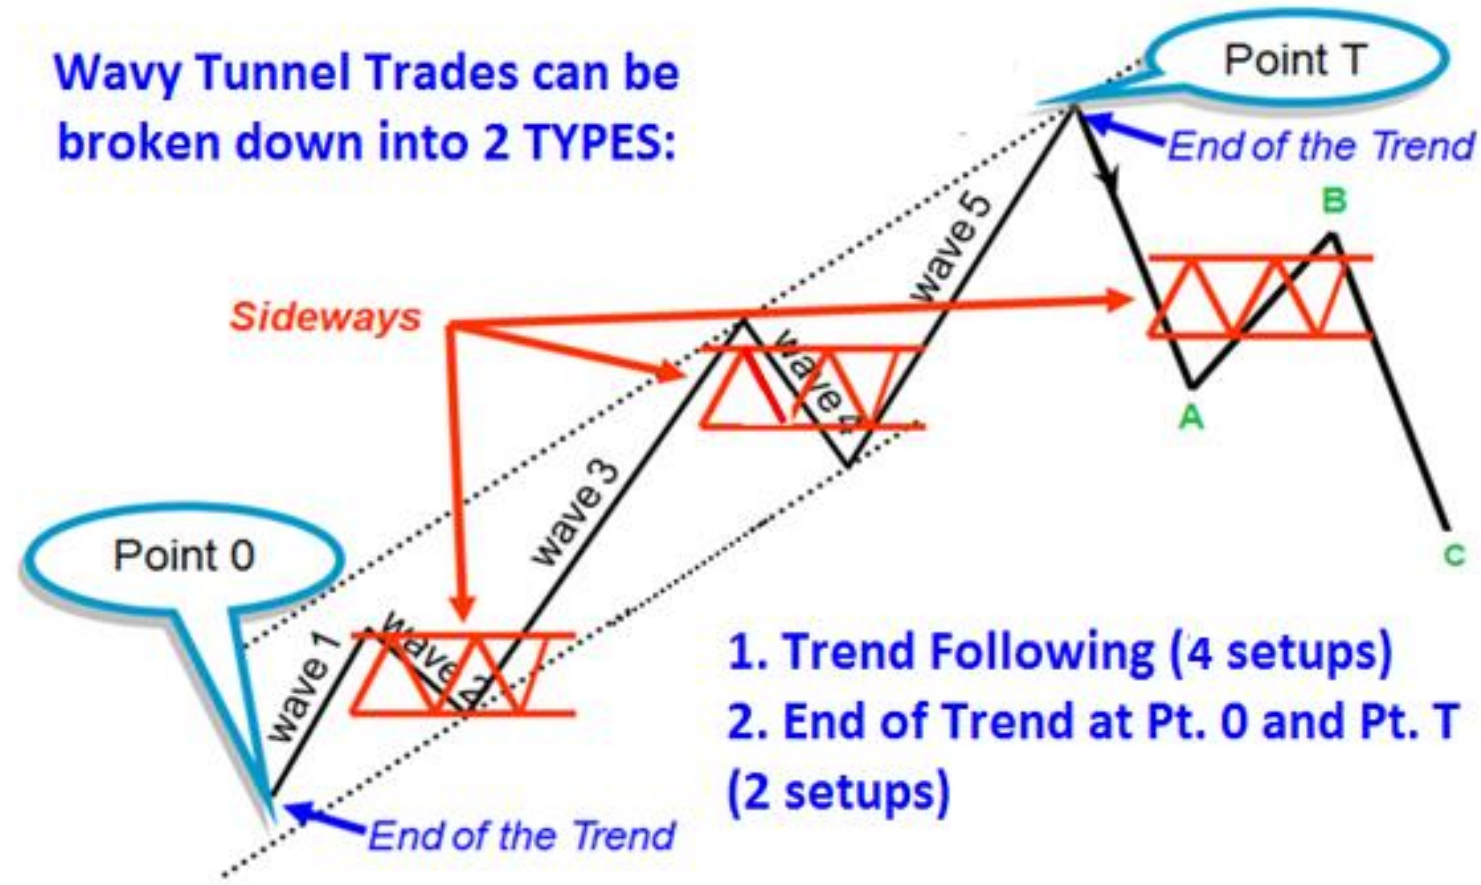 Wavy Tunnel Trades can be
broken down into 2 TYPES:
Point T
End of the Trend
B
wave 5
Sideways
wave 4
A
wave 3
Point 0
C
wave 2
wave 1
1. Trend Following (4 setups)
2. End of Trend at Pt. 0 and Pt. T
(2 setups)
End of the Trend